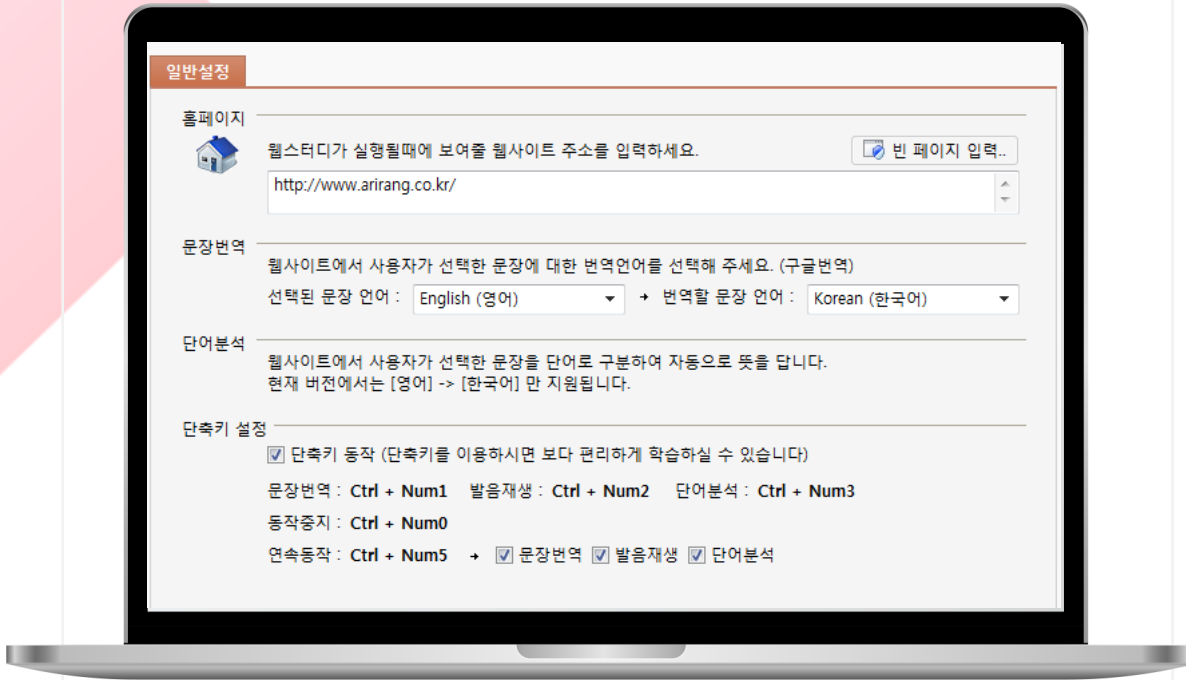 일반설정
홈페이지
웹스터디가 실행될때에 보여줄 웹사이트 주소를 입력하세요.
빈 페이지 입력..
http://www.arirang.co.kr/
문장번역
웹사이트에서 사용자가 선택한 문장에 대한 번역언어를 선택해 주세요. (구글번역)
선택된 문장 언어 : English (영어) → 번역할 문장 언어 : Korean (한국어)
단어분석
웹사이트에서 사용자가 선택한 문장을 단어로 구분하여 자동으로 뜻을 답니다.
현재 버전에서는 [영어] -> [한국어] 만 지원됩니다.
단축키 설정
단축키 동작 (단축키를 이용하시면 보다 편리하게 학습하실 수 있습니다)
문장번역 : Ctrl + Num1 발음재생 : Ctrl + Num2 단어분석 : Ctrl + Num3
동작중지 : Ctrl + Num0
연속동작 : Ctrl + Num5 → 문장번역 발음재생 단어분석